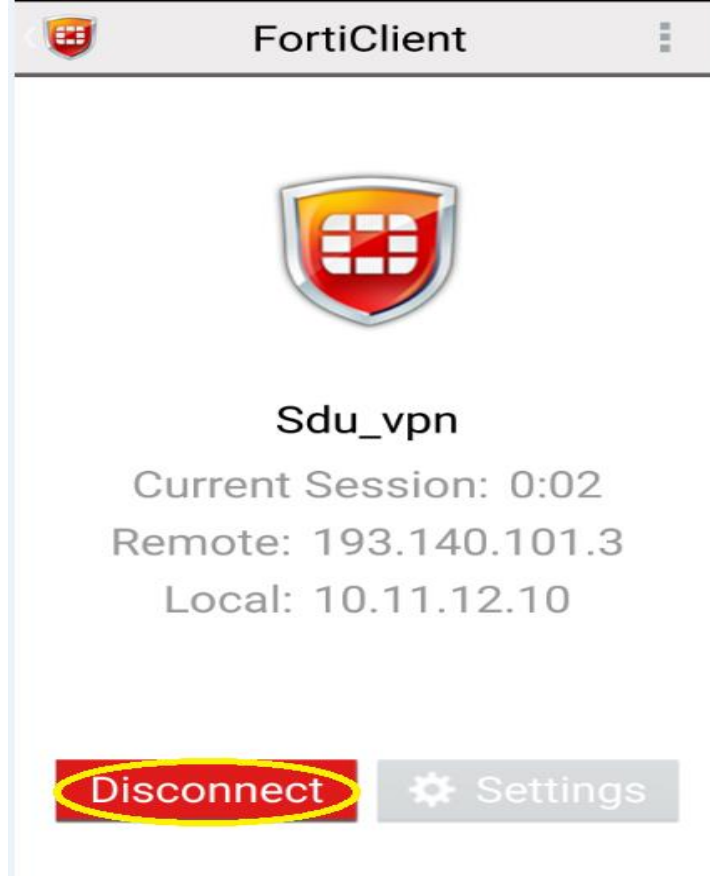 FortiClient
Sdu_vpn
Current Session: 0:02
Remote: 193.140.101.3
Local: 10.11.12.10
Disconnect
Settings